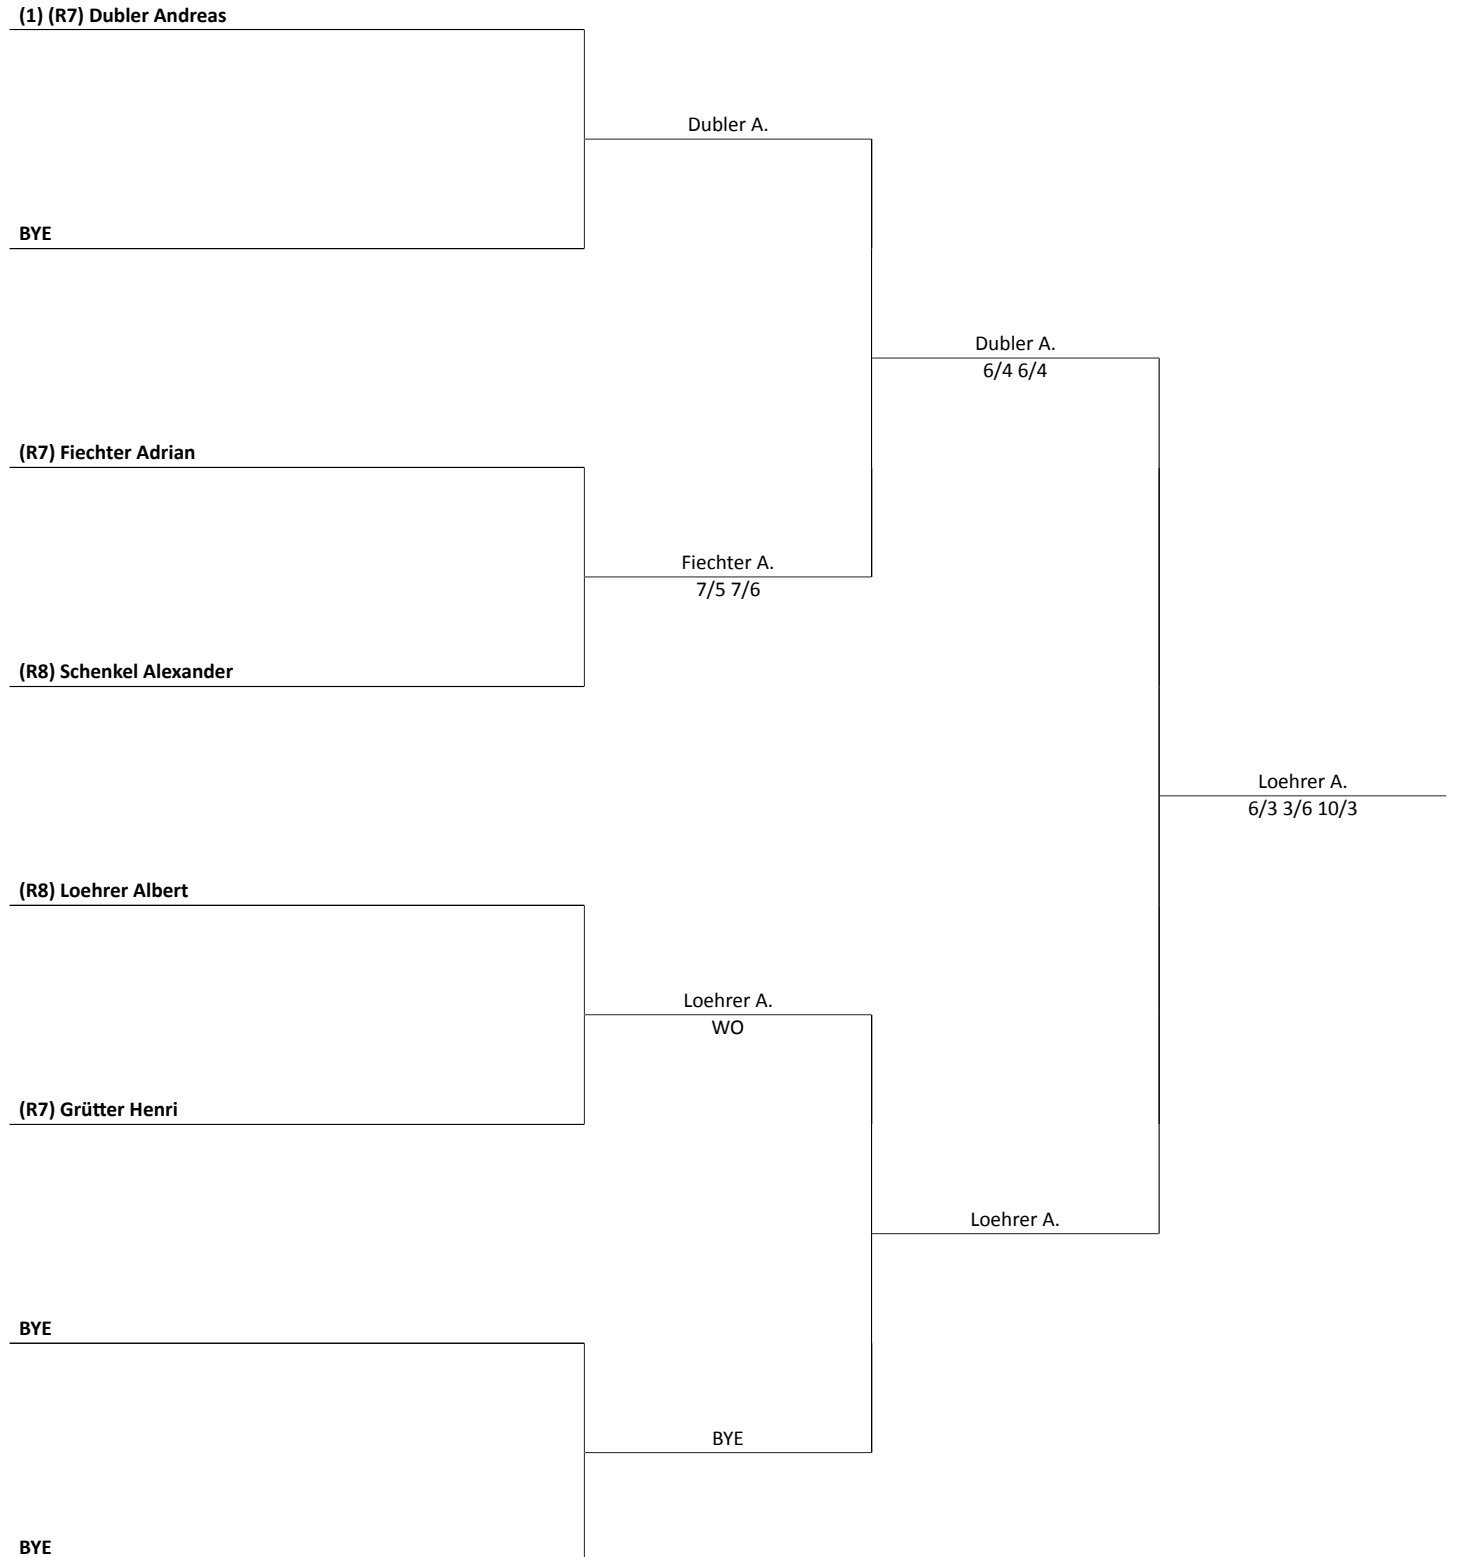 (1) (R7) Dubler Andreas
Dubler A.
BYE
Dubler A.
6/4 6/4
(R7) Fiechter Adrian
Fiechter A.
7/5 7/6
(R8) Schenkel Alexander
Loehrer A.
6/3 3/6 10/3
(R8) Loehrer Albert
Loehrer A.
WO
(R7) Grütter Henri
Loehrer A.
BYE
BYE
BYE